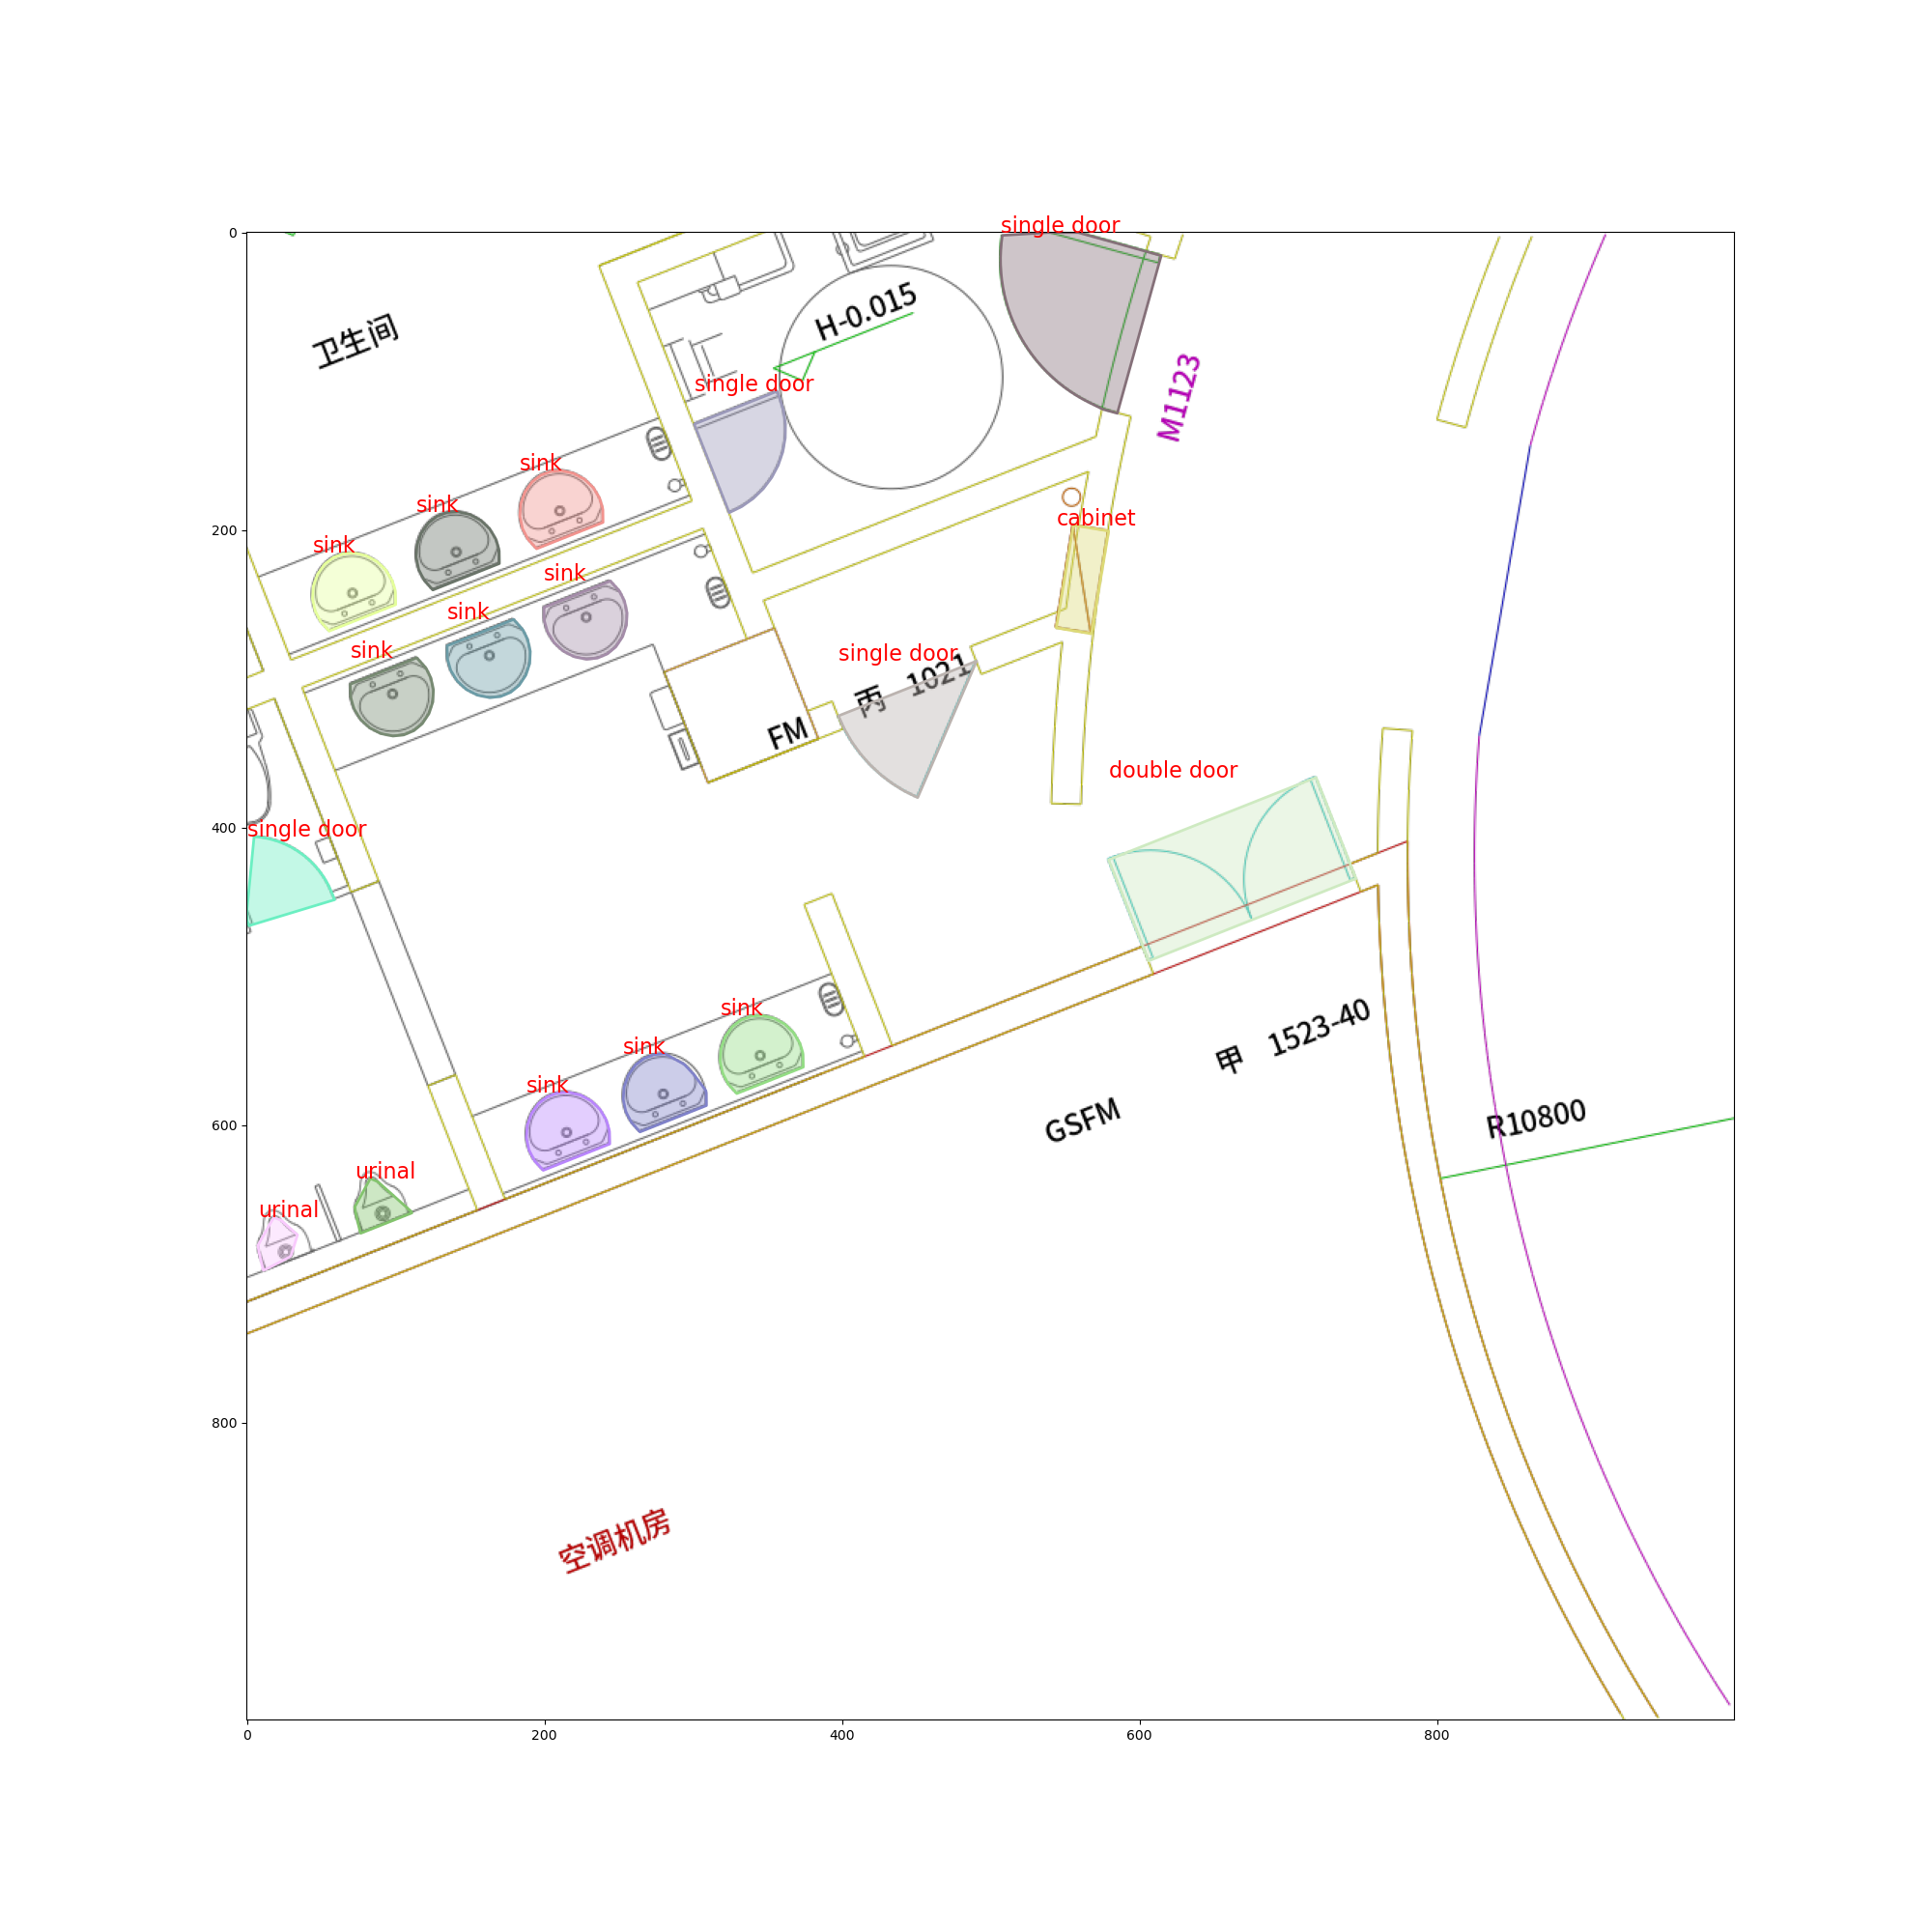 single door
0
H-0.015
卫生间
M1123
single door
sink
sink
cabinet
200
sink
sink
sink
sink
single door
丙 1021
FM
double door
400
single door
sink
甲 1523-40
sink
sink
GSFM
R10800
600
urinal
urinal
800
空调机房
0
200
400
600
800